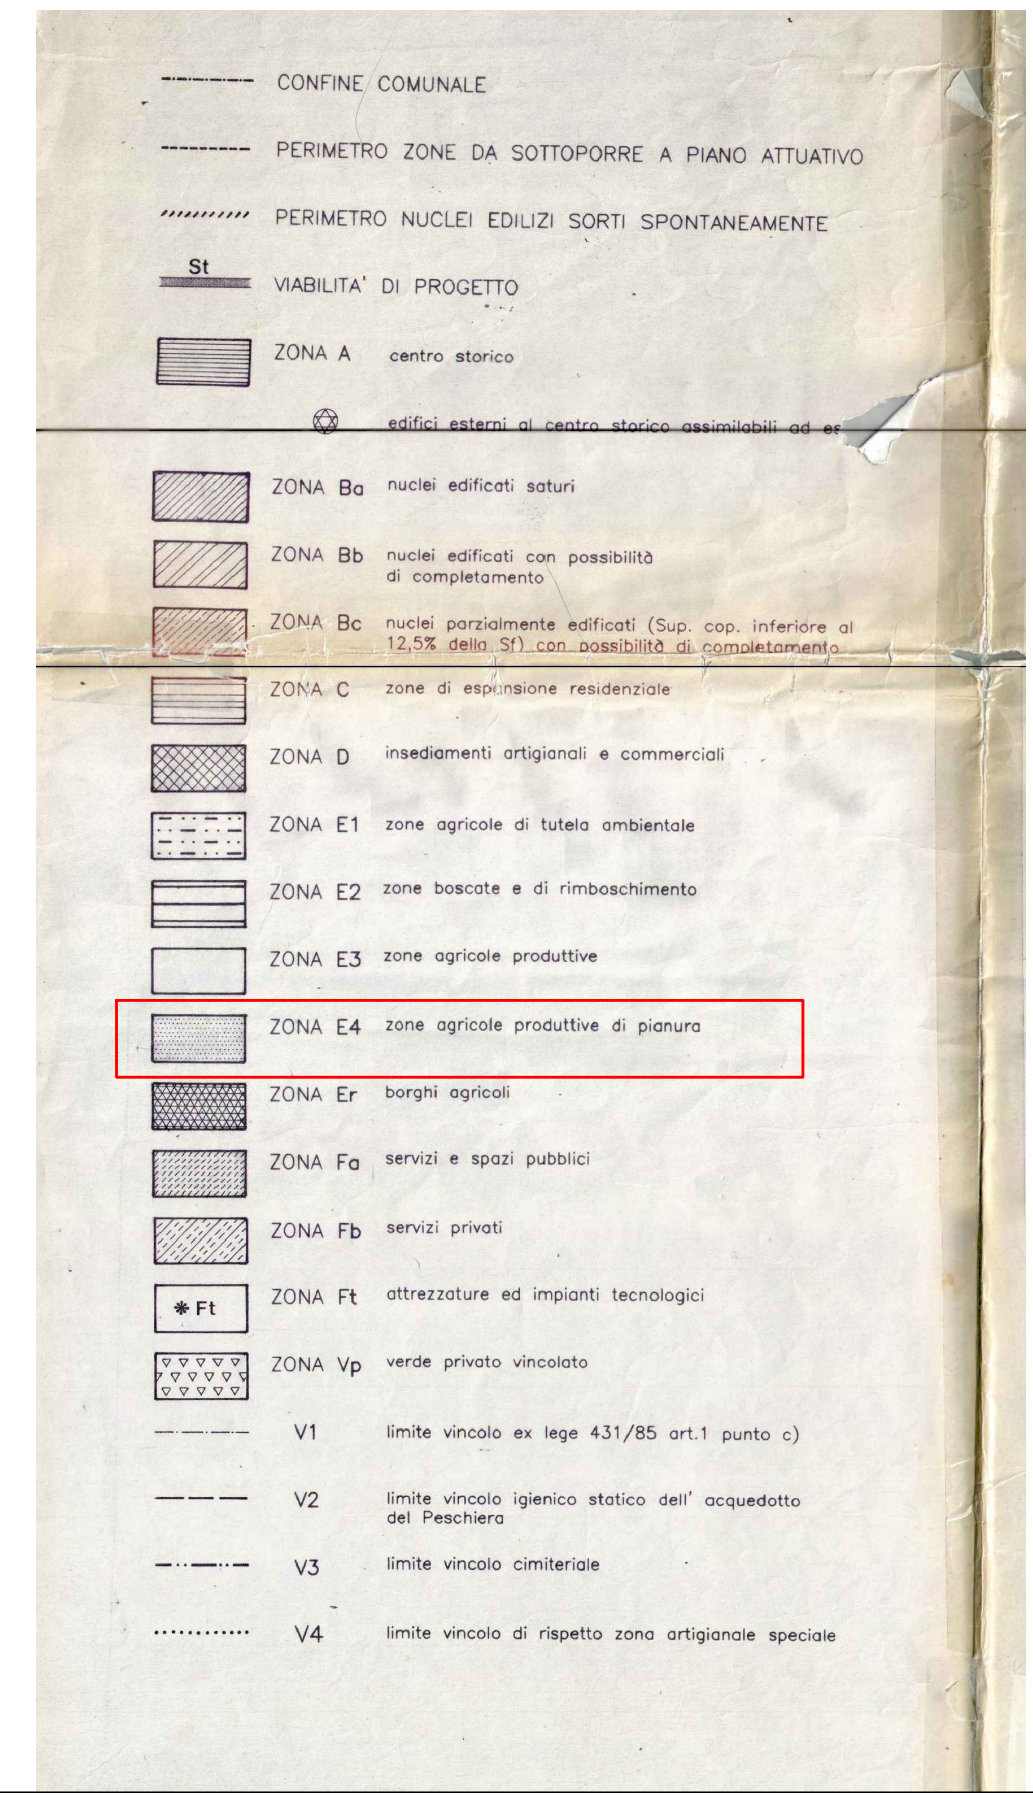 CONFINE COMUNALE
PERIMETRO ZONE DA SOTTOPORRE A PIANO ATTUATIVO
PERIMETRO NUCLEI EDILIZI SORTI SPONTANEAMENTE
St
VIABILITA' DI PROGETTO
ZONA A centro storico
edifici esterni al centro storico assimilabili ad
ZONA Ba nuclei edificati saturi
ZONA Bb nuclei edificati con possibilità
di completamento
ZONA Bc nuclei parzialmente edificati (Sup. cop. inferiore al
12,5% della Sf) con possibilità di completamento
ZONA C zone di espansione residenziale
ZONA D insediamenti artigianali e commerciali
ZONA E1 zone agricole di tutela ambientale
ZONA E2 zone boscate e di rimboschimento
ZONA E3 zone agricole produttive
ZONA E4 zone agricole produttive di pianura
ZONA Er borghi agricoli
ZONA Fa servizi e spazi pubblici
ZONA Fb servizi privati
* Ft ZONA Ft attrezzature ed impianti tecnologici
ZONA Vp verde privato vincolato
V1 limite vincolo ex lege 431/85 art.1 punto c)
V2 limite vincolo igienico statico dell' acquedotto
del Peschiera
V3 limite vincolo cimiteriale
V4 limite vincolo di rispetto zona artigianale speciale